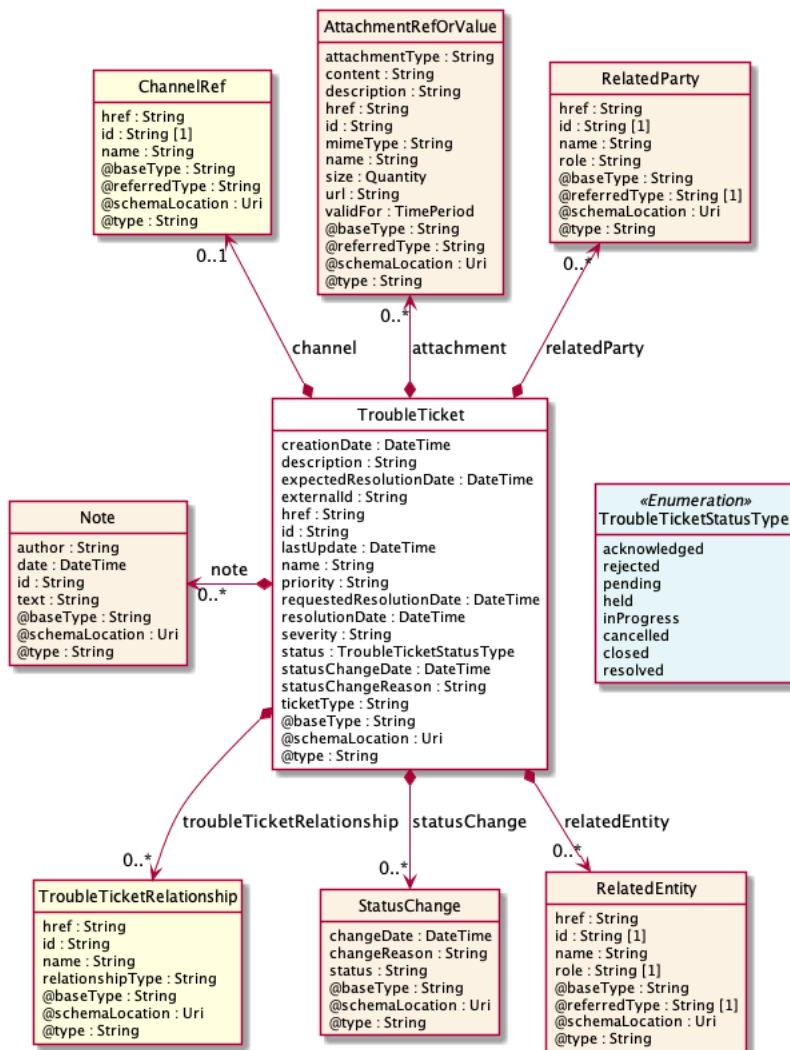 AttachmentRefOrValue
attachmentType : String
content : String
description : String
href : String
id : String
mimeType : String
name : String
size : Quantity
url : String
validFor : TimePeriod
@baseType : String
@referredType : String
@schemaLocation : Uri
@type : String
ChannelRef
href : String
id : String [1]
name : String
@baseType : String
@referredType : String
@schemaLocation : Uri
@type : String
RelatedParty
href : String
id : String [1]
name : String
role : String
@baseType : String
@referredType : String [1]
@schemaLocation : Uri
@type : String
0..1
0..*
0..*
channel
attachment
relatedParty
TroubleTicket
creationDate : DateTime
description : String
expectedResolutionDate : DateTime
externalId : String
href : String
id : String
lastUpdate : DateTime
name : String
priority : String
requestedResolutionDate : DateTime
resolutionDate : DateTime
severity : String
status : TroubleTicketStatusType
statusChangeDate : DateTime
statusChangeReason : String
ticketType : String
@baseType : String
@schemaLocation : Uri
@type : String
Note
author : String
date : DateTime
id : String
text : String
@baseType : String
@schemaLocation : Uri
@type : String
note
0..*
«Enumeration»
TroubleTicketStatusType
acknowledged
rejected
pending
held
inProgress
cancelled
closed
resolved
troubleTicketRelationship
statusChange
relatedEntity
0..*
0..*
0..*
TroubleTicketRelationship
href : String
id : String
name : String
relationshipType : String
@baseType : String
@schemaLocation : Uri
@type : String
StatusChange
changeDate : DateTime
changeReason : String
status : String
@baseType : String
@schemaLocation : Uri
@type : String
RelatedEntity
href : String
id : String [1]
name : String
role : String [1]
@baseType : String
@referredType : String [1]
@schemaLocation : Uri
@type : String